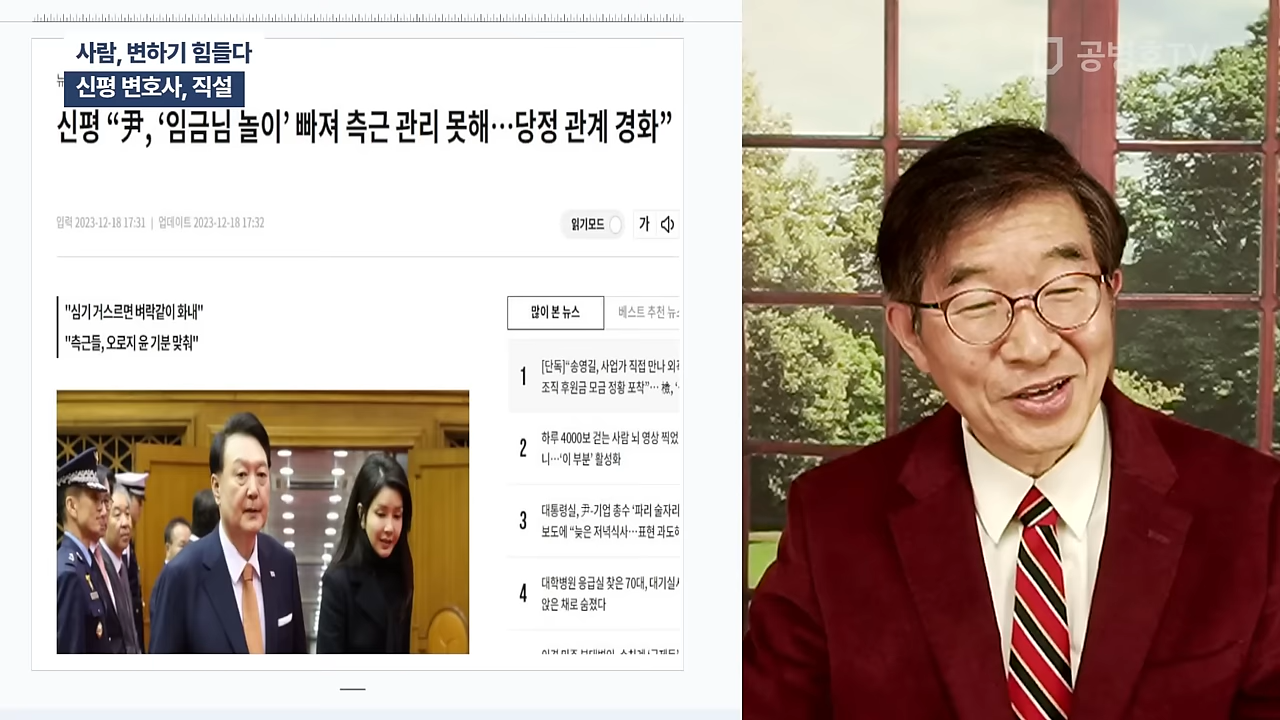 사람, 변하기 힘들다
신평 변호사, 직설
신평 “尹, ‘임금님 놀이’ 빠져 측근 관리 못해…당정 관계 경화”
입력 2023-12-18 17:31 | 업데이트 2023-12-18 17:32
읽기모드
가
"심기 거스르면 벼락같이 화내"
"측근들, 오로지 윤 기분 맞춰"
많이 본 뉴스
베스트 추천
1
[단독]“송영길, 사업가 직접 만나
조직 후원금 모금 정황 포착”… 檢,
2
하루 4000보 걷는 사람 뇌 영상 찍었
니…‘이 부분’ 활성화
3
대통령실, 尹-기업 총수 ‘파리 술자리
보도에 “늦은 저녁식사…표현
4
대학병원 응급실 찾은 70대,
앉은 채로 숨졌다
공병호TV